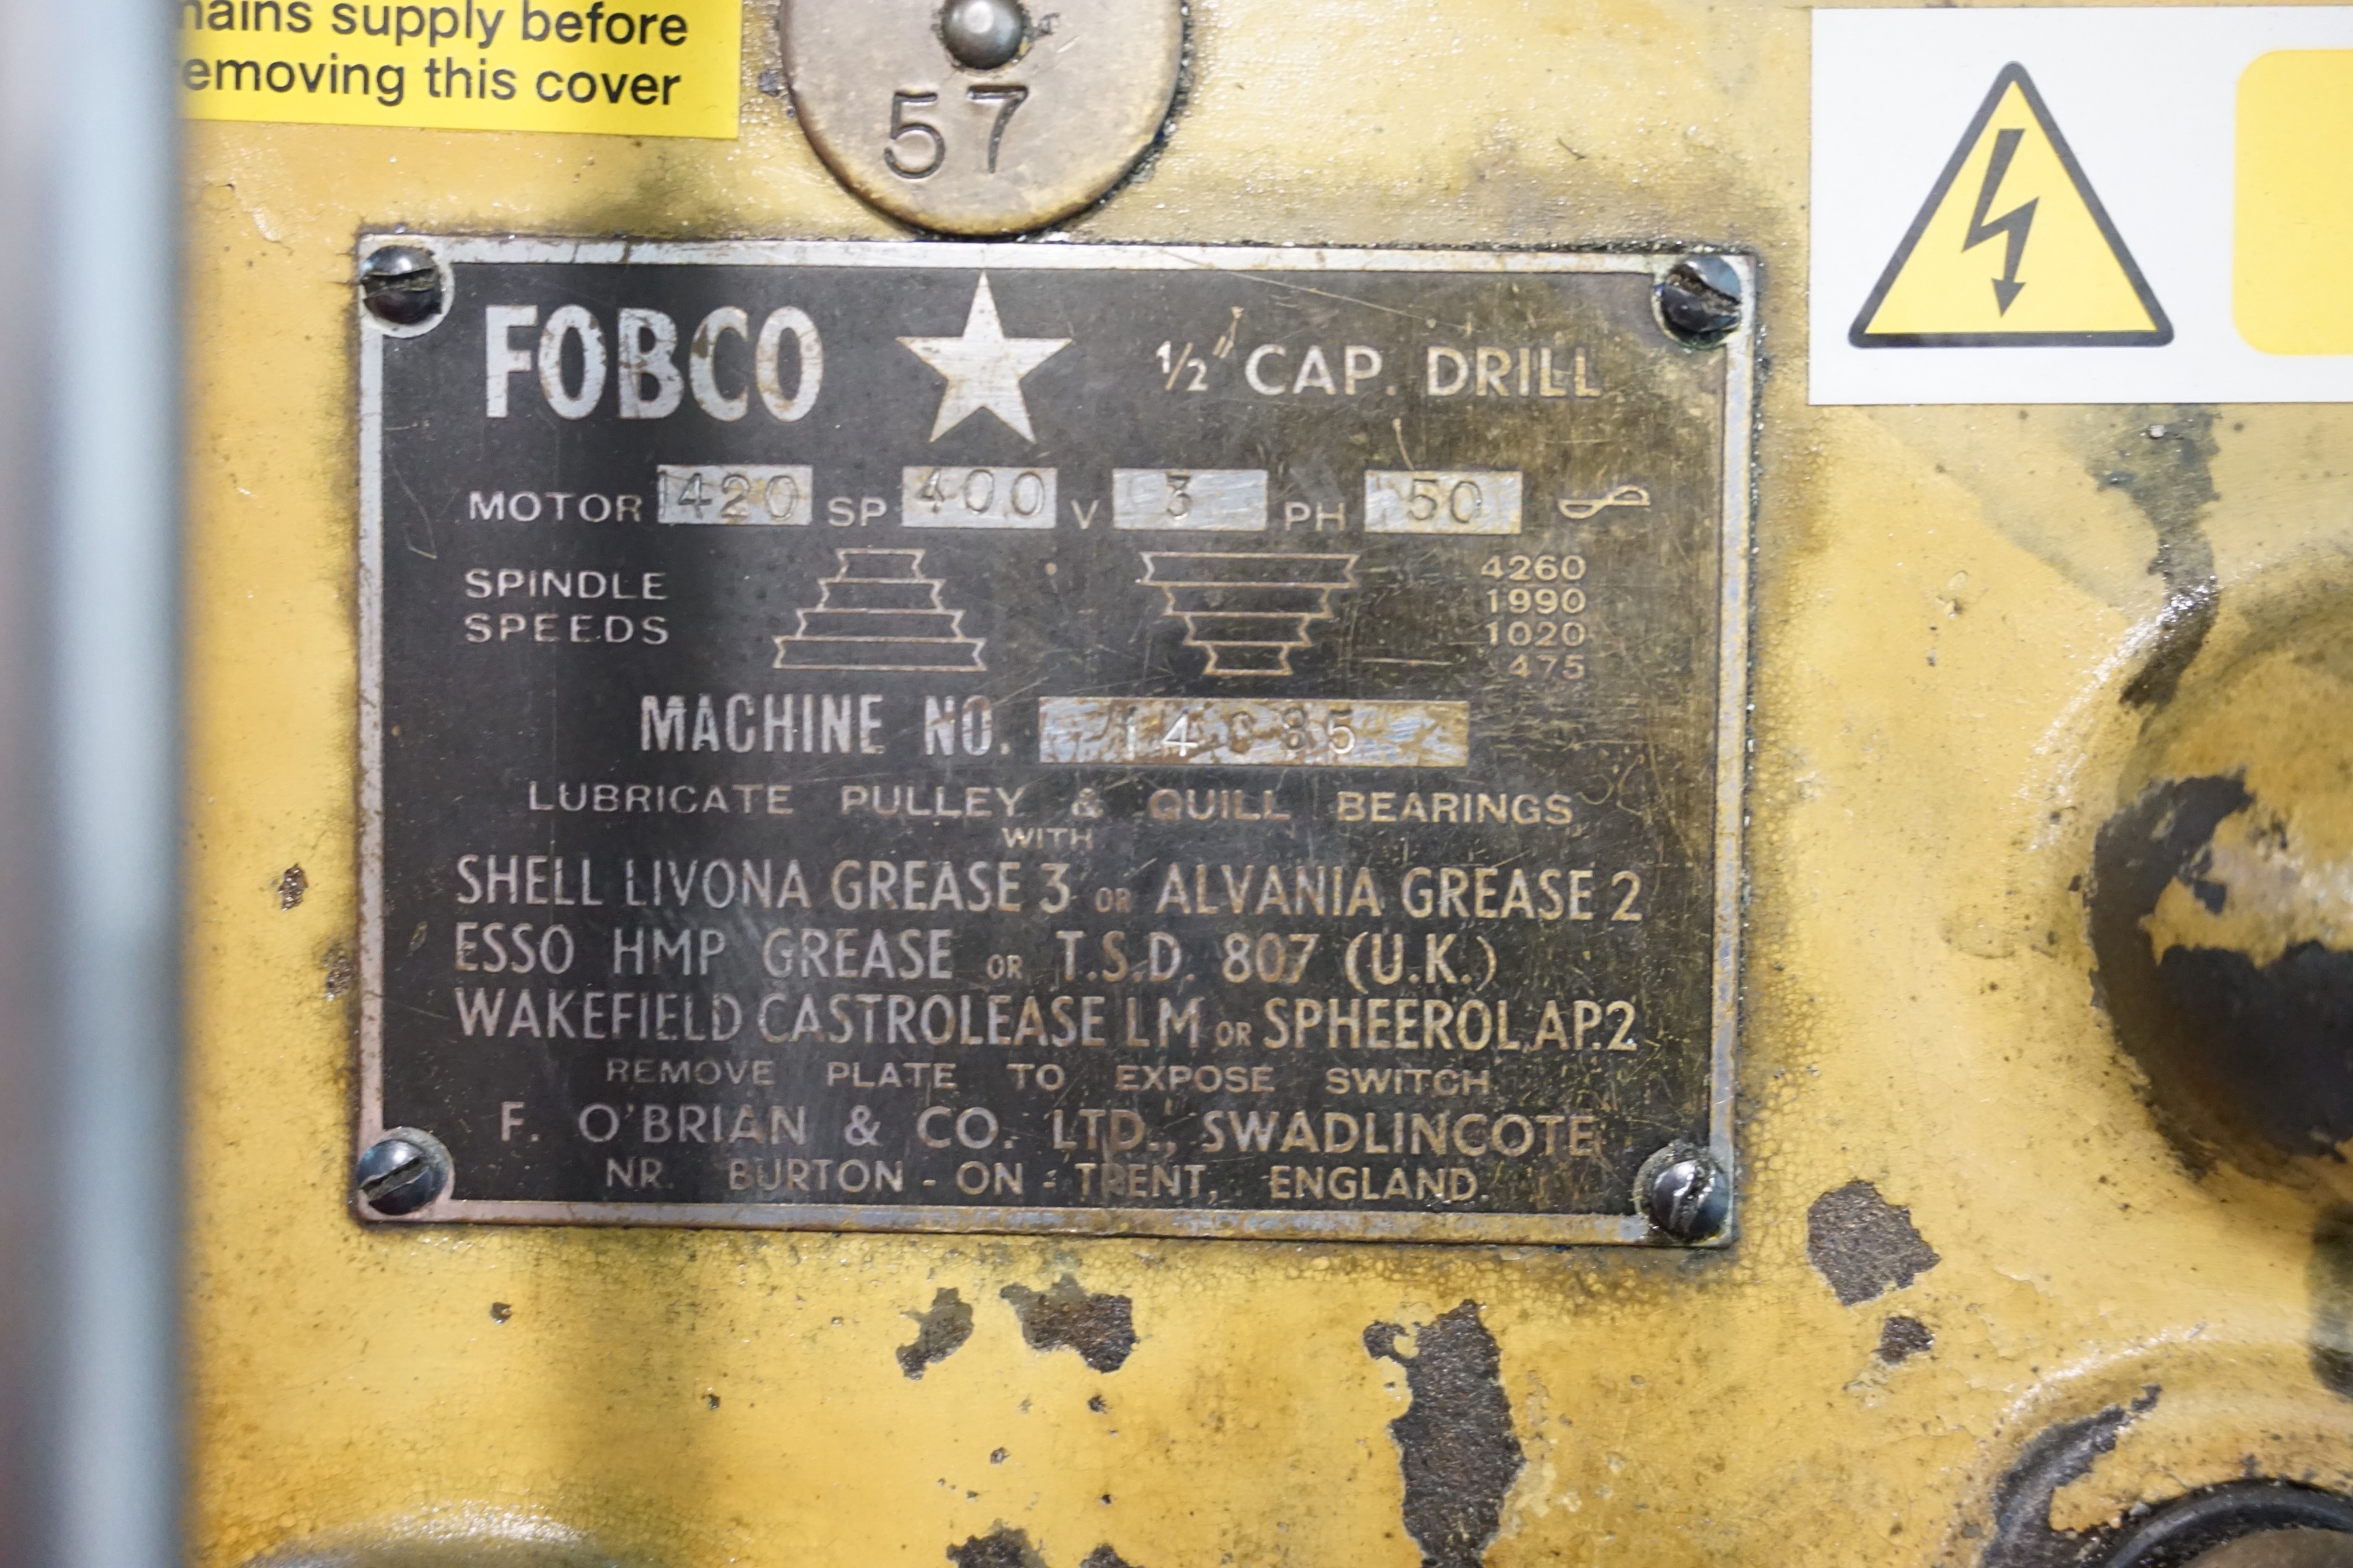 supply before
this cover
57
FOBCO ½" CAP. DRILL
MOTOR 1420 SP 400 V 3 PH 50
SPINDLE
SPEEDS
4260
1990
1020
475
MACHINE NO.
LUBRICATE PULLEY & QUILL BEARINGS
WITH
SHELL LIVONA GREASE 3 OR ALVANIA GREASE 2
ESSO HMP GREASE OR T.S.D. 807 (U.K.)
WAKEFIELD CASTROLEASE LM OR SPHEEROL AP.2
REMOVE PLATE TO EXPOSE SWITCH
F. O'BRIAN & CO. LTD., SWADLINCOTE
NR. BURTON - ON - TRENT, ENGLAND.